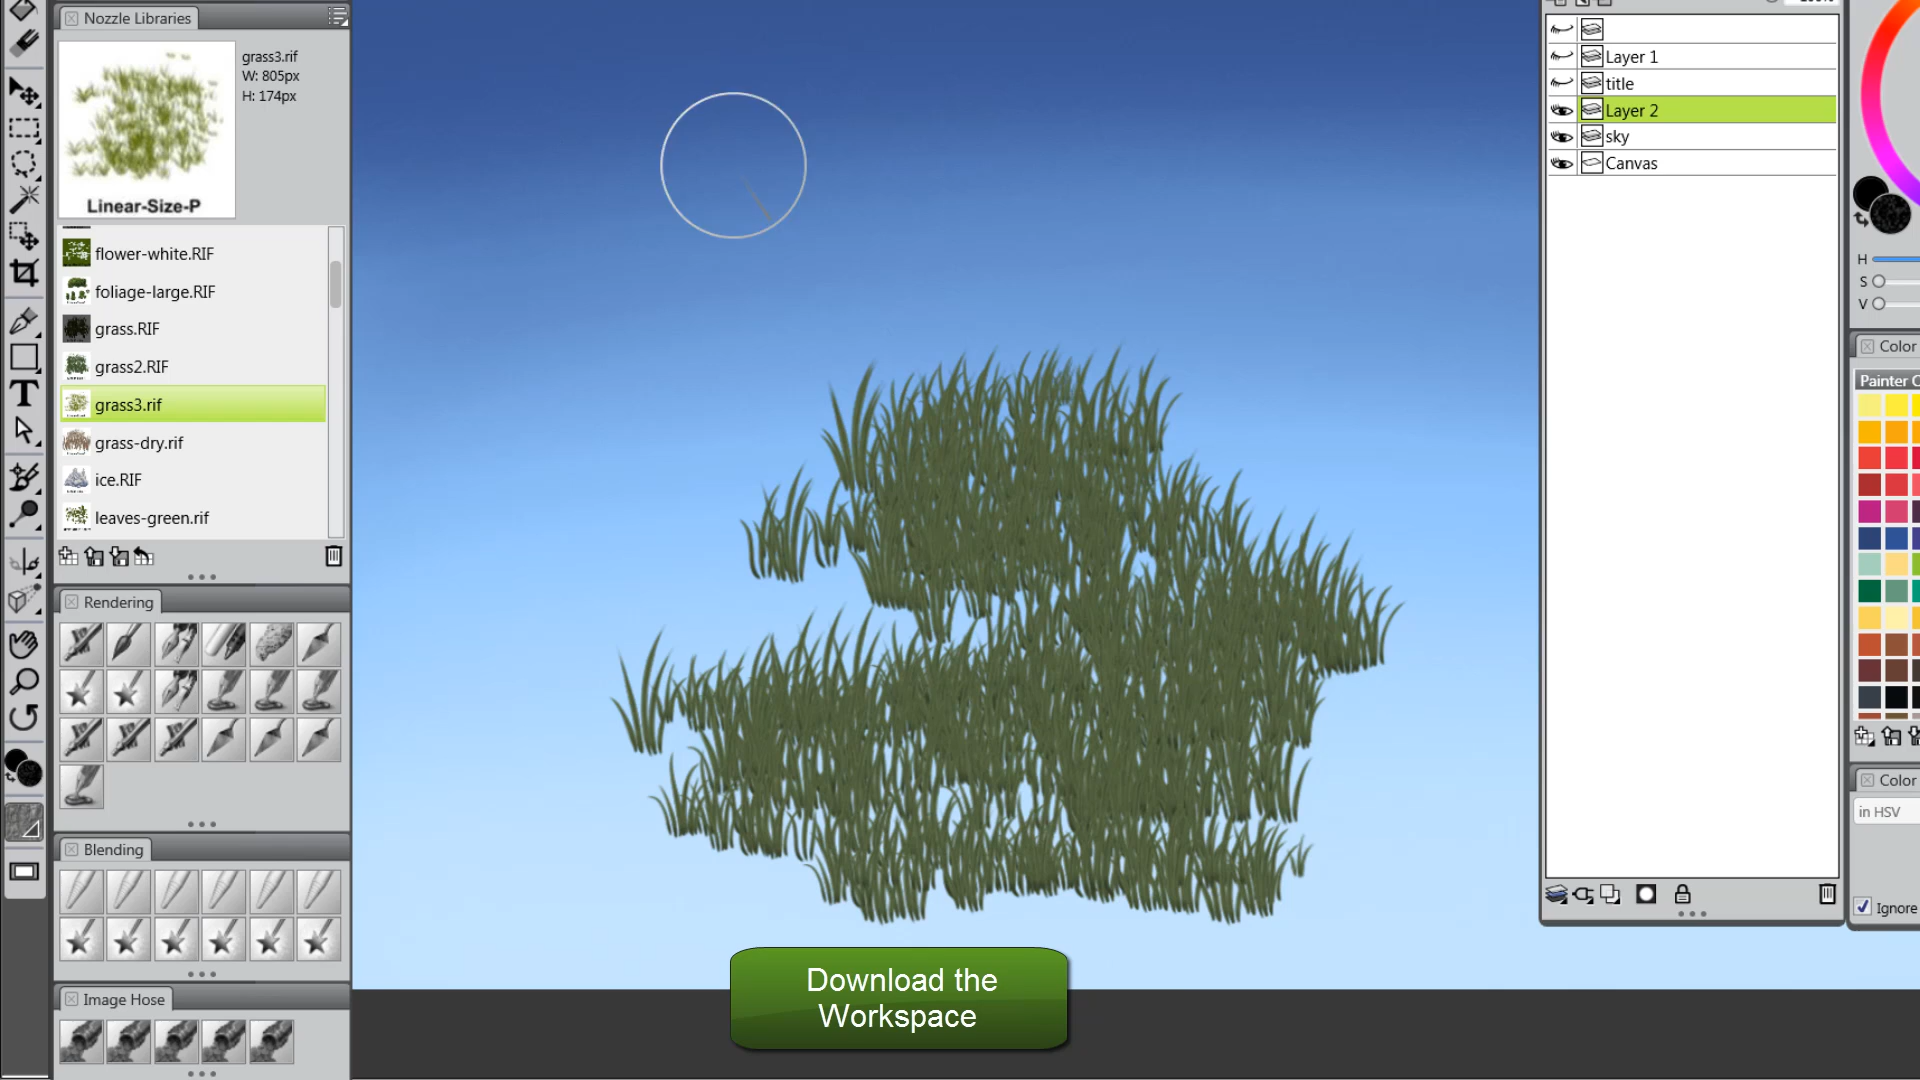 Nozzle Libraries
grass3.rif
W: 805px
H: 174px
Linear-Size-P
flower-white.RIF
foliage-large.RIF
grass.RIF
grass2.RIF
grass3.rif
grass-dry.rif
ice.RIF
leaves-green.rif
Rendering
Blending
Image Hose
Download the
Workspace
Layer 1
title
Layer 2
sky
Canvas
H
S
V
Color
Painter C
Color
in HSV
Ignore